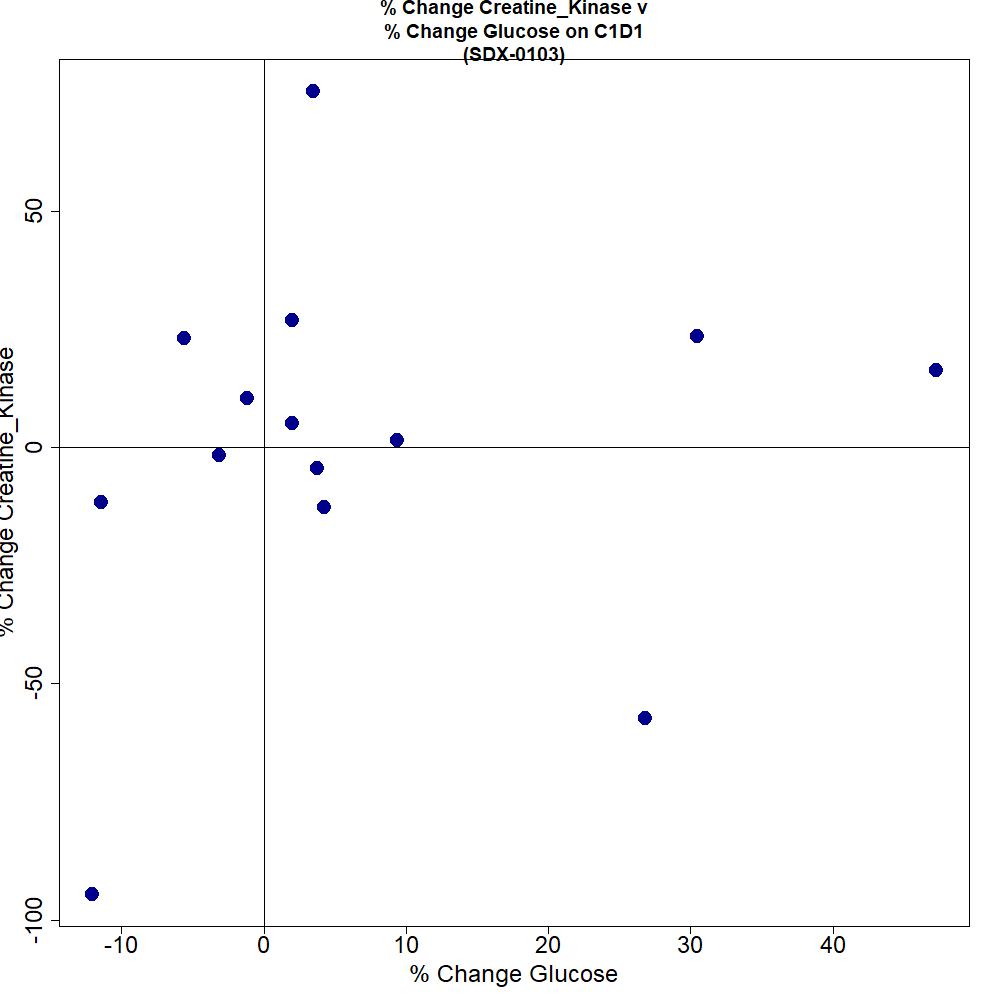 % Change Creatine_Kinase v
% Change Glucose on C1D1
(SDX-0103)
% Change Creatine_Kinase
50
0
-50
-100
-10
0
10
20
30
40
% Change Glucose